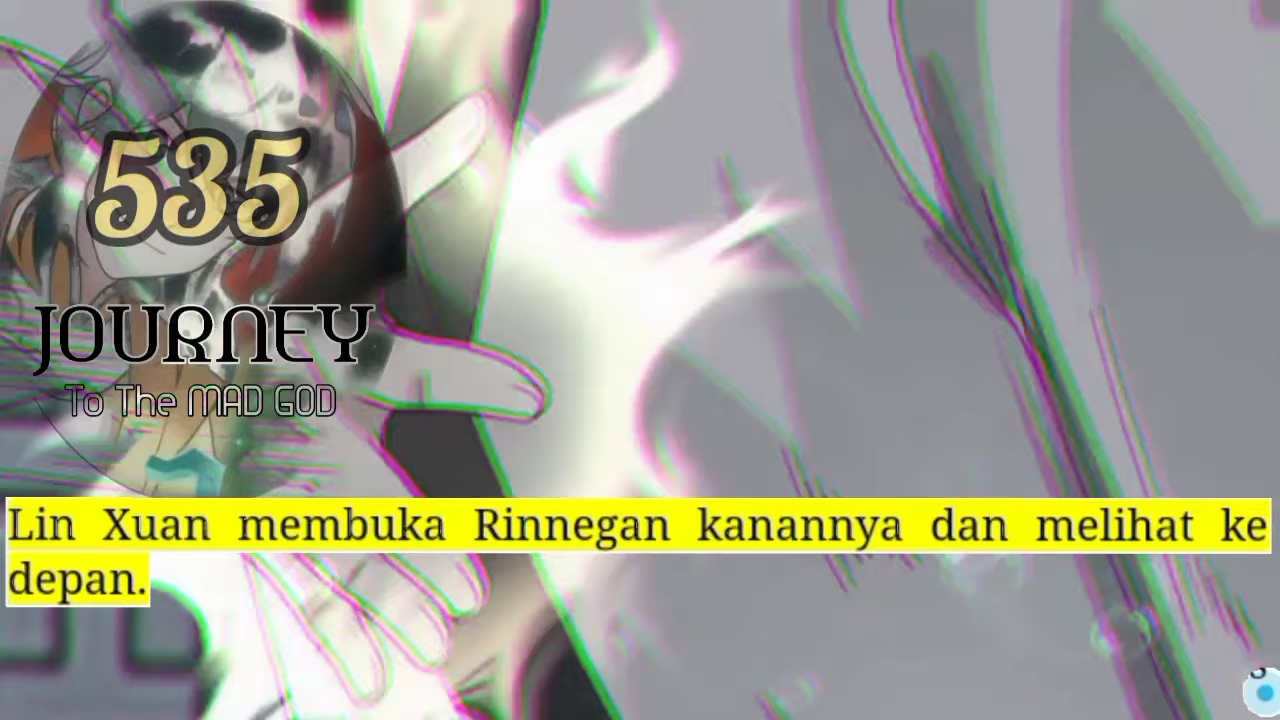 535
JOURNEY
To The MAD GOD
Lin Xuan membuka Rinnegan kanannya dan melihat ke
depan.